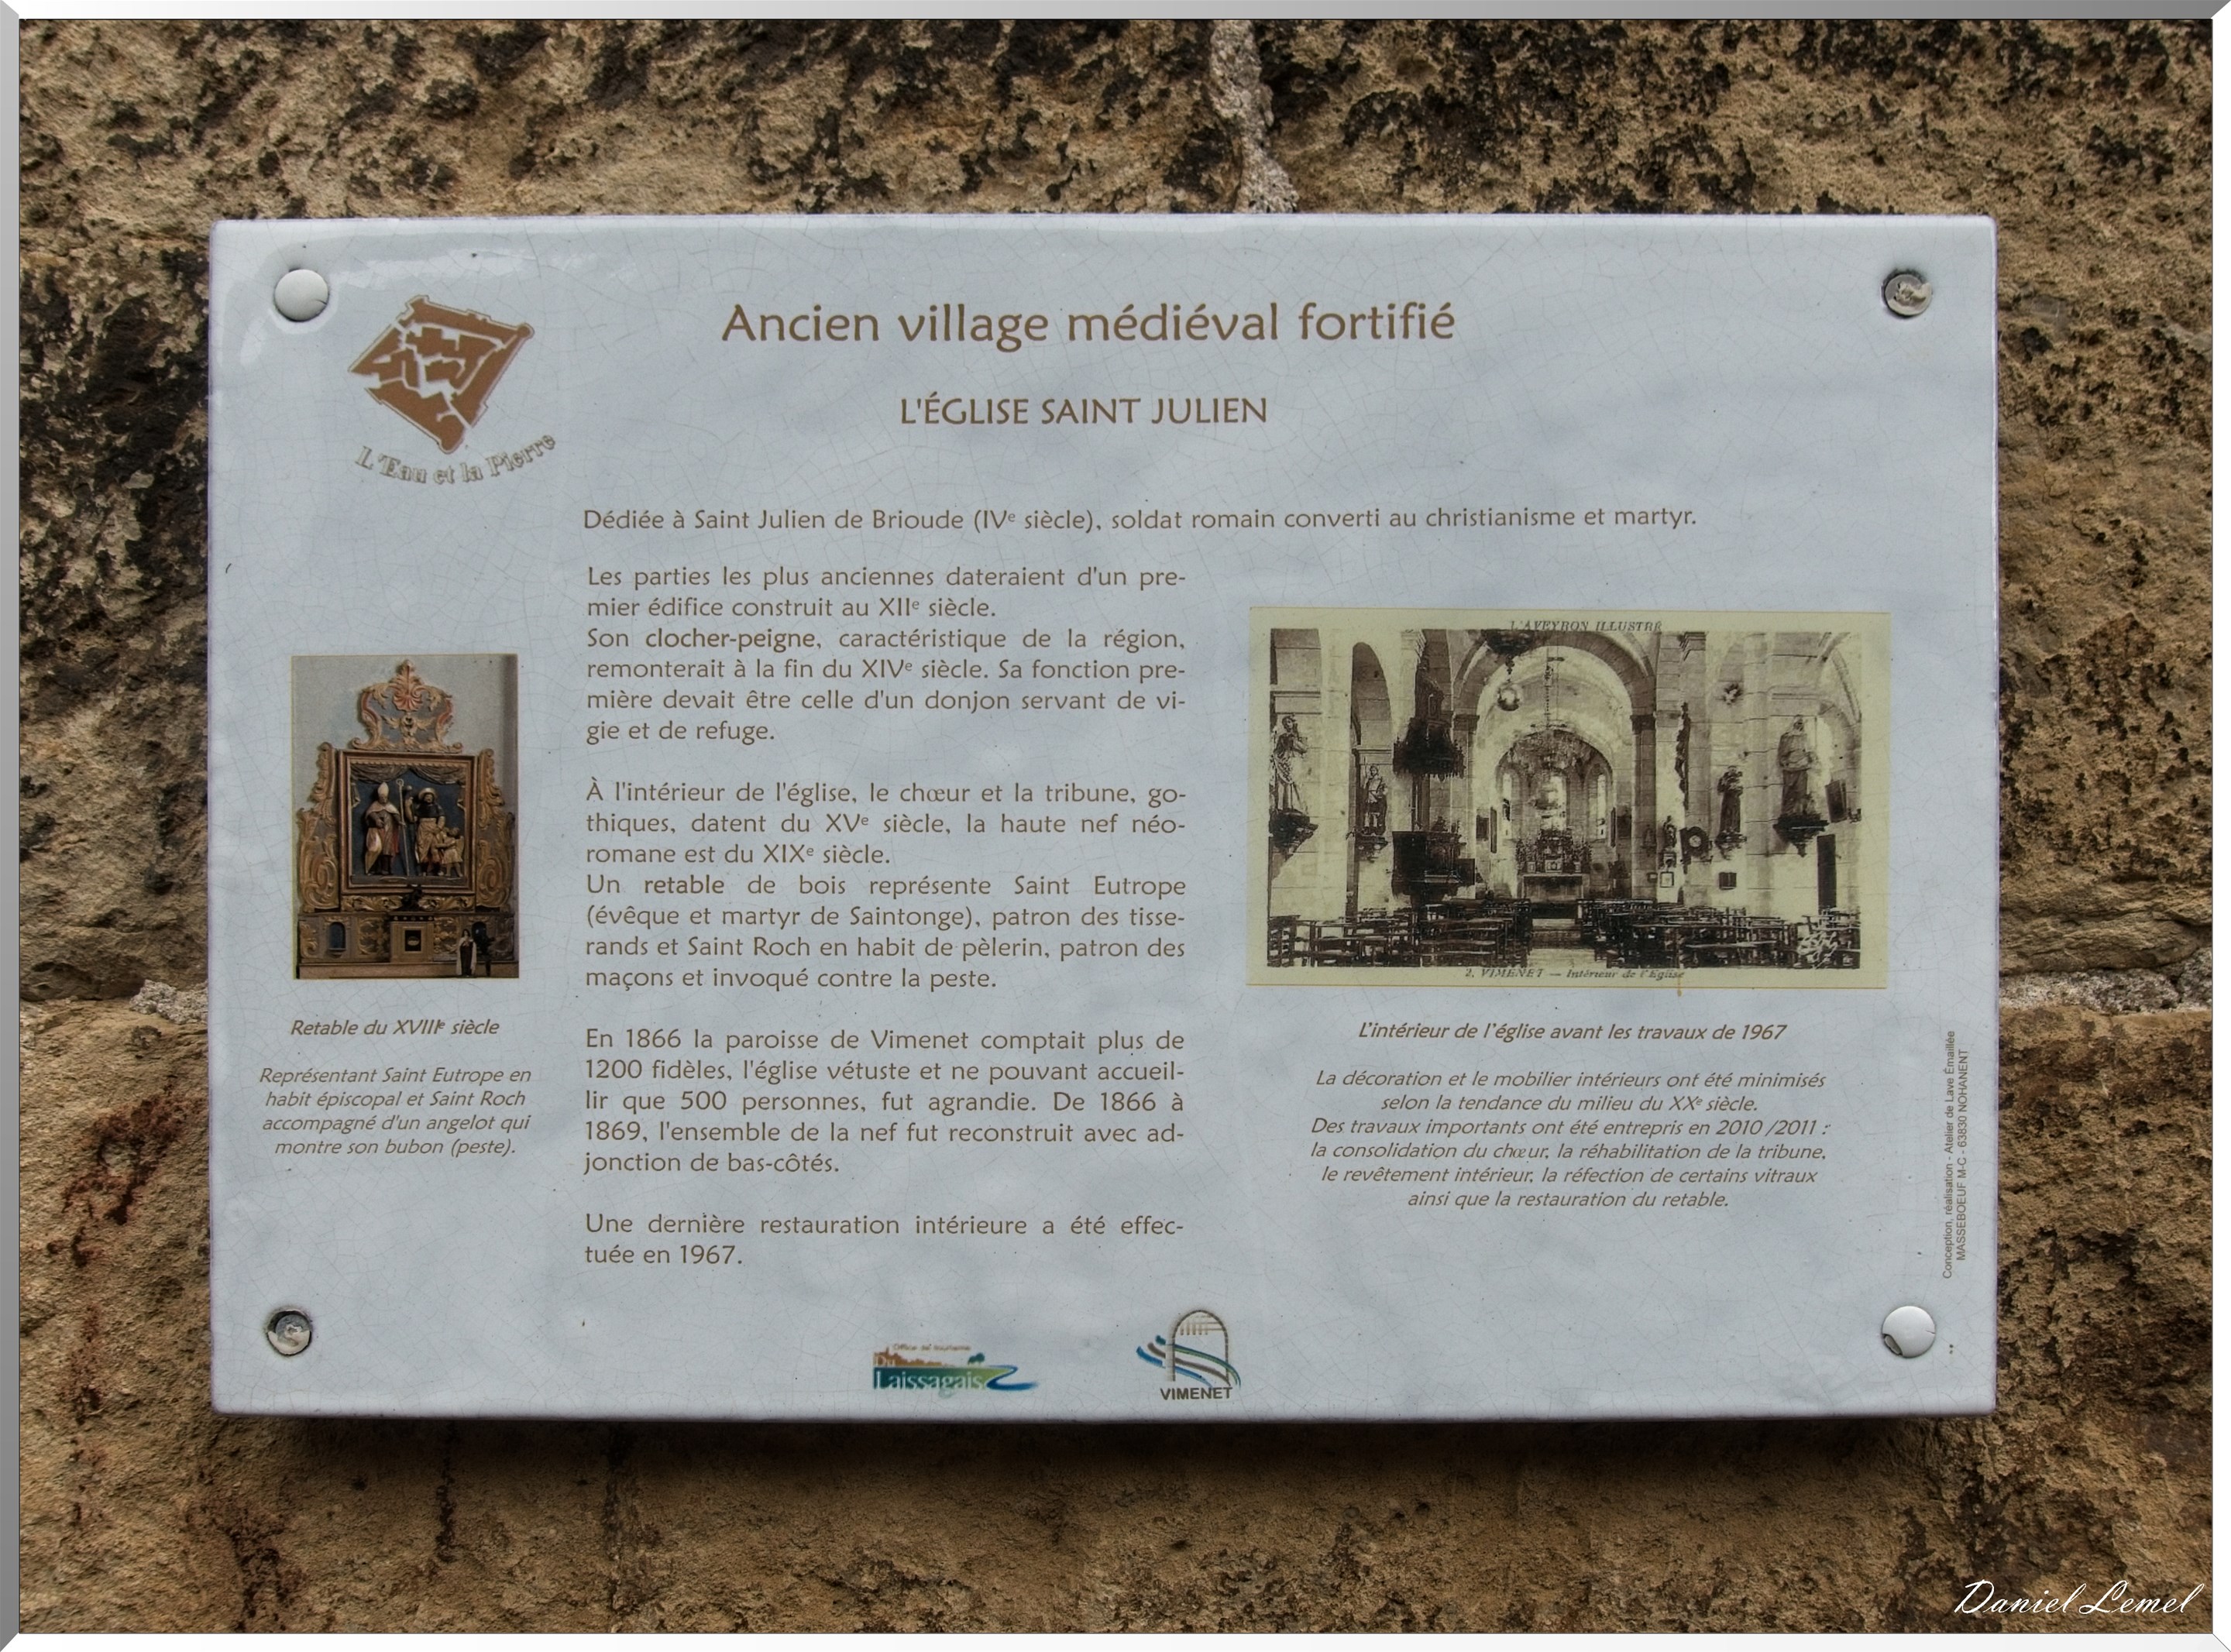 L'Eau et la Pierre
Ancien village médiéval fortifié
L'ÉGLISE SAINT JULIEN
Dédiée à Saint Julien de Brioude (IVe siècle), soldat romain converti au christianisme et martyr.
Les parties les plus anciennes dateraient d'un pre-
mier édifice construit au XIIe siècle.
Son clocher-peigne, caractéristique de la région,
remonterait à la fin du XIVe siècle. Sa fonction pre-
mière devait être celle d'un donjon servant de vi-
gie et de refuge.
À l'intérieur de l'église, le chœur et la tribune, go-
thiques, datent du XVe siècle, la haute nef néo-
romane est du XIXe siècle.
Un retable de bois représente Saint Eutrope
(évêque et martyr de Saintonge), patron des tisse-
rands et Saint Roch en habit de pèlerin, patron des
maçons et invoqué contre la peste.
En 1866 la paroisse de Vimenet comptait plus de
1200 fidèles, l'église vétuste et ne pouvant accueil-
lir que 500 personnes, fut agrandie. De 1866 à
1869, l'ensemble de la nef fut reconstruit avec ad-
jonction de bas-côtés.
Une dernière restauration intérieure a été effec-
tuée en 1967.
Retable du XVIIIe siècle
Représentant Saint Eutrope en
habit épiscopal et Saint Roch
accompagné d'un angelot qui
montre son bubon (peste).
L'AVEYRON ILLUSTRÉ
2. VIMENET — Intérieur de l'Eglise
L'intérieur de l'église avant les travaux de 1967
La décoration et le mobilier intérieurs ont été minimisés
selon la tendance du milieu du XXe siècle.
Des travaux importants ont été entrepris en 2010 /2011 :
la consolidation du chœur, la réhabilitation de la tribune,
le revêtement intérieur, la réfection de certains vitraux
ainsi que la restauration du retable.
Conception, réalisation - Atelier de Lave Émaillée
MASSEBOEUF M-C - 63830 NOHANENT
Office de tourisme
Laissagais
VIMENET
Daniel Lemel